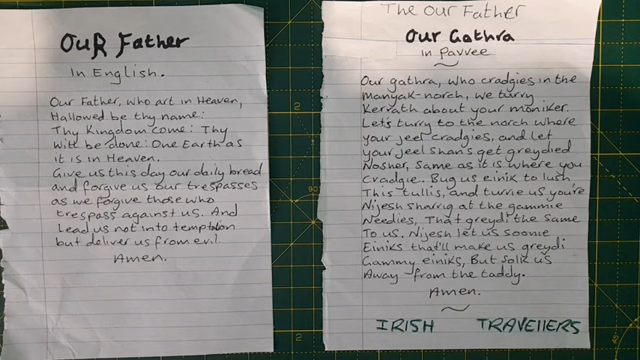 OUR Father
In English.
Our Father, Who art in Heaven,
Hallowed be thy name:
Thy Kingdom come: Thy
Will be done: One Earth as
it is in Heaven.
Give us this day our daily bread
and forgive us our trespasses
as we forgive those who
trespass against us. And
Lead us not into temptation
but deliver us from evil
Amen.
The Our Father
Our Gathra
in Pavvee
Our gathra, who cradgies in the
manyak-norch, we turry
Kerrath about your moniker.
Let's turry to the norch where
your jeel cradgies, and let
your jeel shans get greydied
Nosher, Same as it is where you
Cradgie. Bug us einik to lush
This tullis, and turrie us you're
Nijesh sharing at the gammie
Needies, That greydi the same
To us. Nijesh let us soonie
Einiks that'll make us greydi
Gammy einiks, But solk us
Away from the taddy.
Amen.
IRISH TRAVELLERS